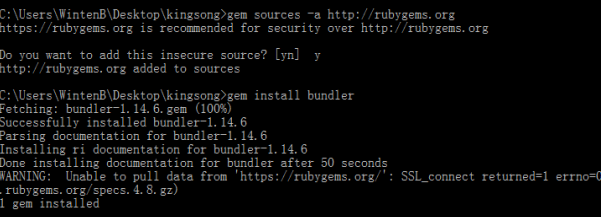 C:\Users\WintenB\Desktop\kingsong>gem sources -a http://rubygems.org
https://rubygems.org is recommended for security over http://rubygems.org
Do you want to add this insecure source? [yn]  y
http://rubygems.org added to sources
C:\Users\WintenB\Desktop\kingsong>gem install bundler
Fetching: bundler-1.14.6.gem (100%)
Successfully installed bundler-1.14.6
Parsing documentation for bundler-1.14.6
Installing ri documentation for bundler-1.14.6
Done installing documentation for bundler after 50 seconds
WARNING:  Unable to pull data from 'https://rubygems.org/': SSL_connect returned=1 errno=0
.rubygems.org/specs.4.8.gz)
1 gem installed